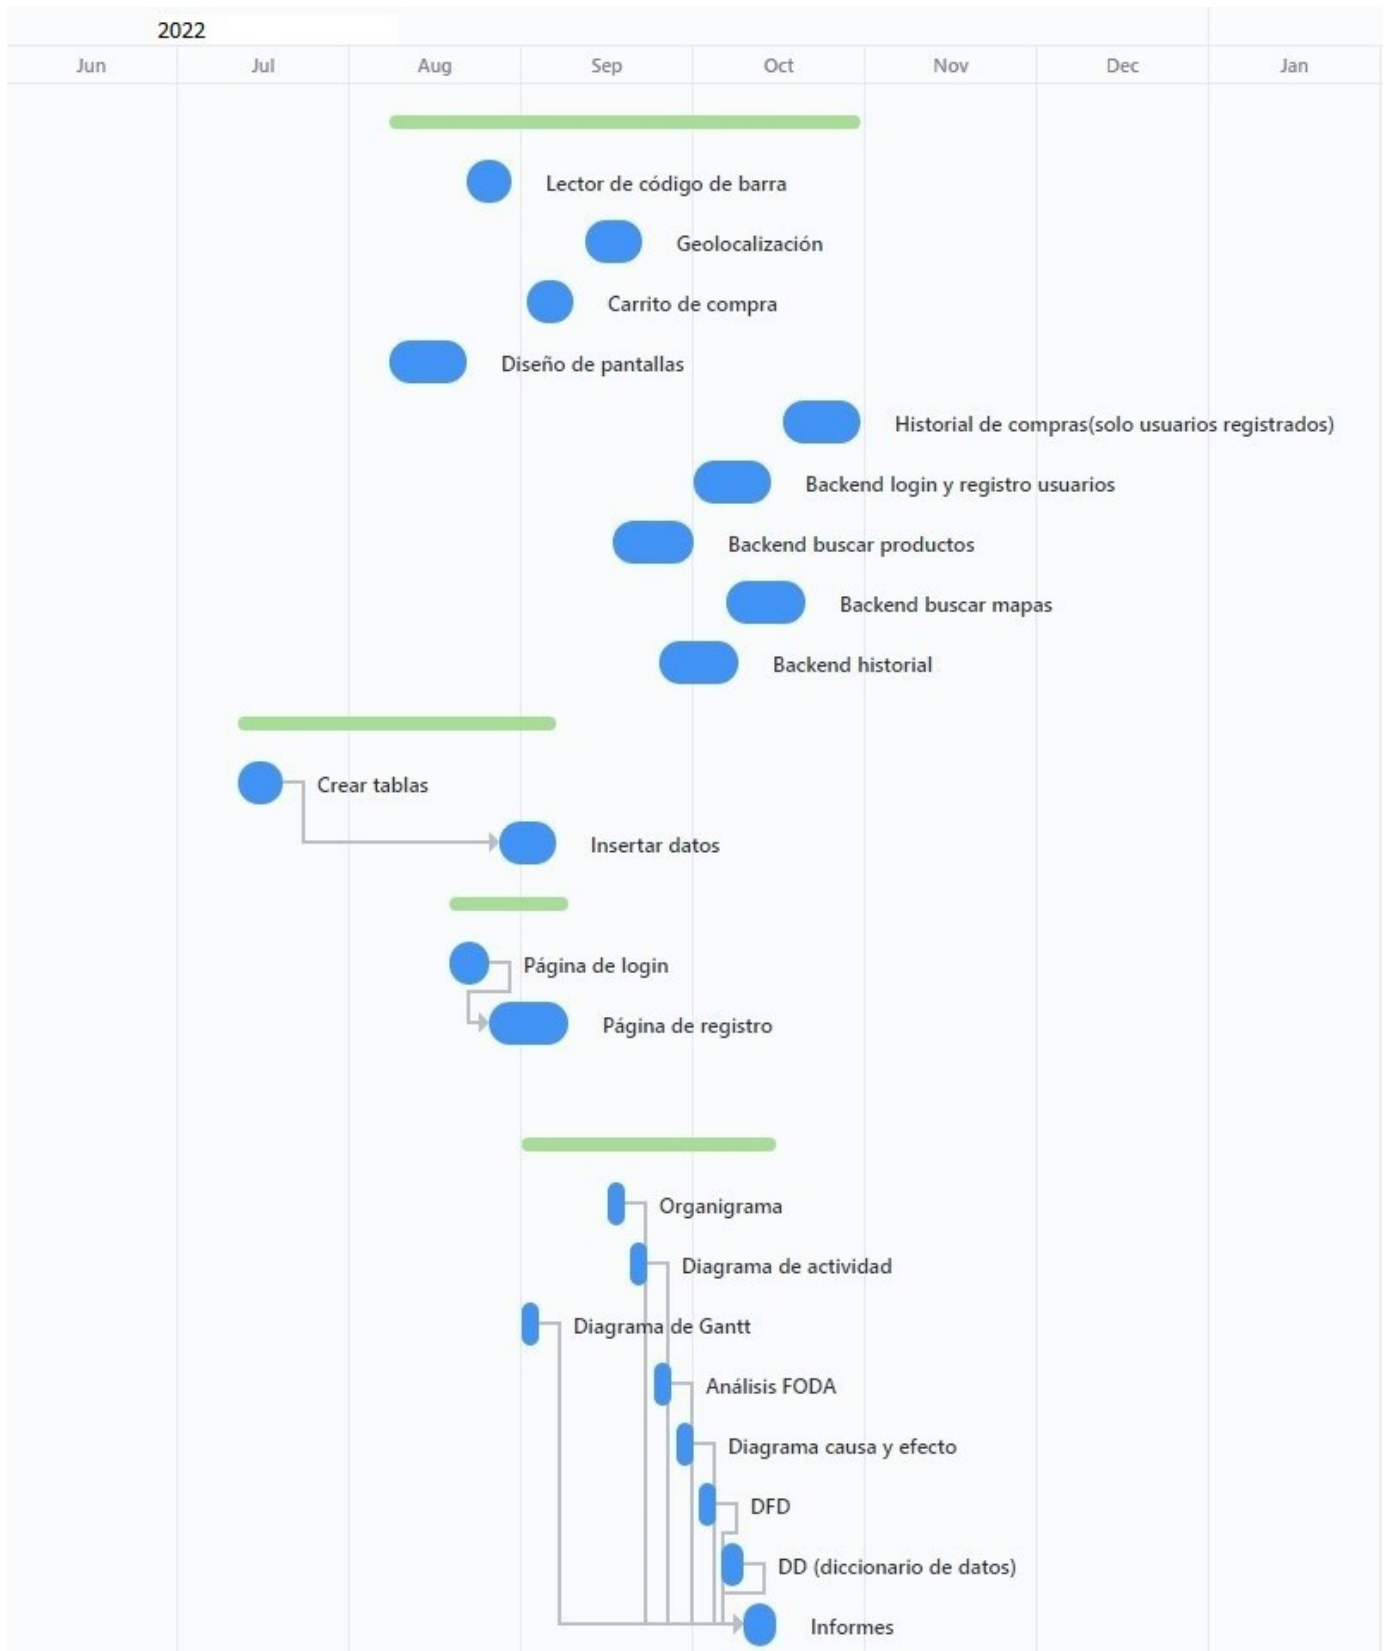 2022
Jun Jul Aug Sep Oct Nov Dec Jan
Lector de código de barra
Geolocalización
Carrito de compra
Diseño de pantallas
Historial de compras(solo usuarios registrados)
Backend login y registro usuarios
Backend buscar productos
Backend buscar mapas
Backend historial
Crear tablas
Insertar datos
Página de login
Página de registro
Organigrama
Diagrama de actividad
Diagrama de Gantt
Análisis FODA
Diagrama causa y efecto
DFD
DD (diccionario de datos)
Informes